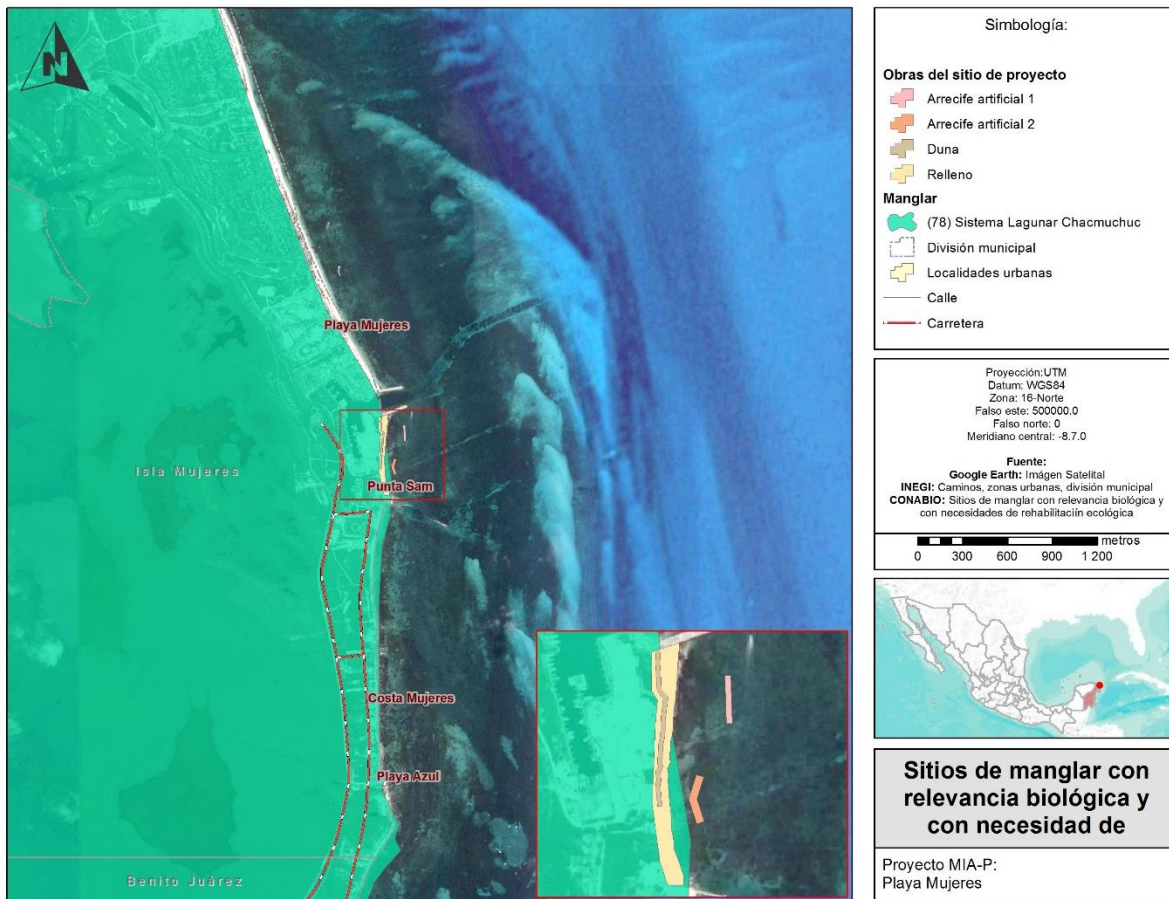 N
Playa Mujeres
Isla Mujeres
Punta Sam
Costa Mujeres
Playa Azul
Benito Juárez
Simbología:
Obras del sitio de proyecto
Arrecife artificial 1
Arrecife artificial 2
Duna
Relleno
Manglar
(78) Sistema Lagunar Chacmuchuc
División municipal
Localidades urbanas
Calle
Carretera
Proyección:UTM
Datum: WGS84
Zona: 16-Norte
Falso este: 500000.0
Falso norte: 0
Meridiano central: -8.7.0
Fuente:
Google Earth: Imágen Satelital
INEGI: Caminos, zonas urbanas, división municipal
CONABIO: Sitios de manglar con relevancia biológica y
con necesidades de rehabilitaciín ecológica
metros
0 300 600 900 1 200
Sitios de manglar con
relevancia biológica y
con necesidad de
Proyecto MIA-P:
Playa Mujeres